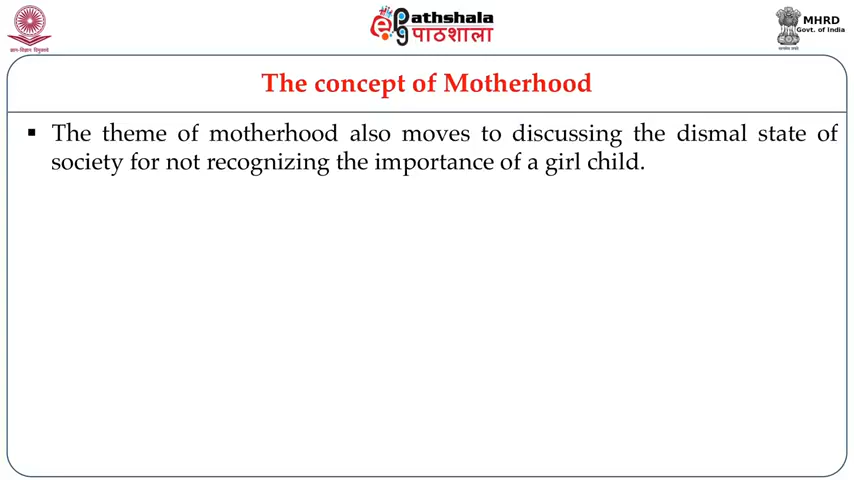 ePathshala
पाठशाला
MHRD
Govt. of India
The concept of Motherhood
▪ The theme of motherhood also moves to discussing the dismal state of
society for not recognizing the importance of a girl child.